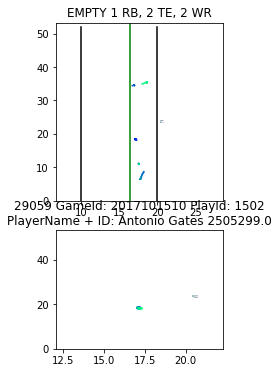 EMPTY 1 RB, 2 TE, 2 WR
50
40
30
20
10
0
10 15 20 25
29059 GameId: 2017101510 PlayId: 1502
PlayerName + ID: Antonio Gates 2505299.0
40
20
0
12.5 15.0 17.5 20.0